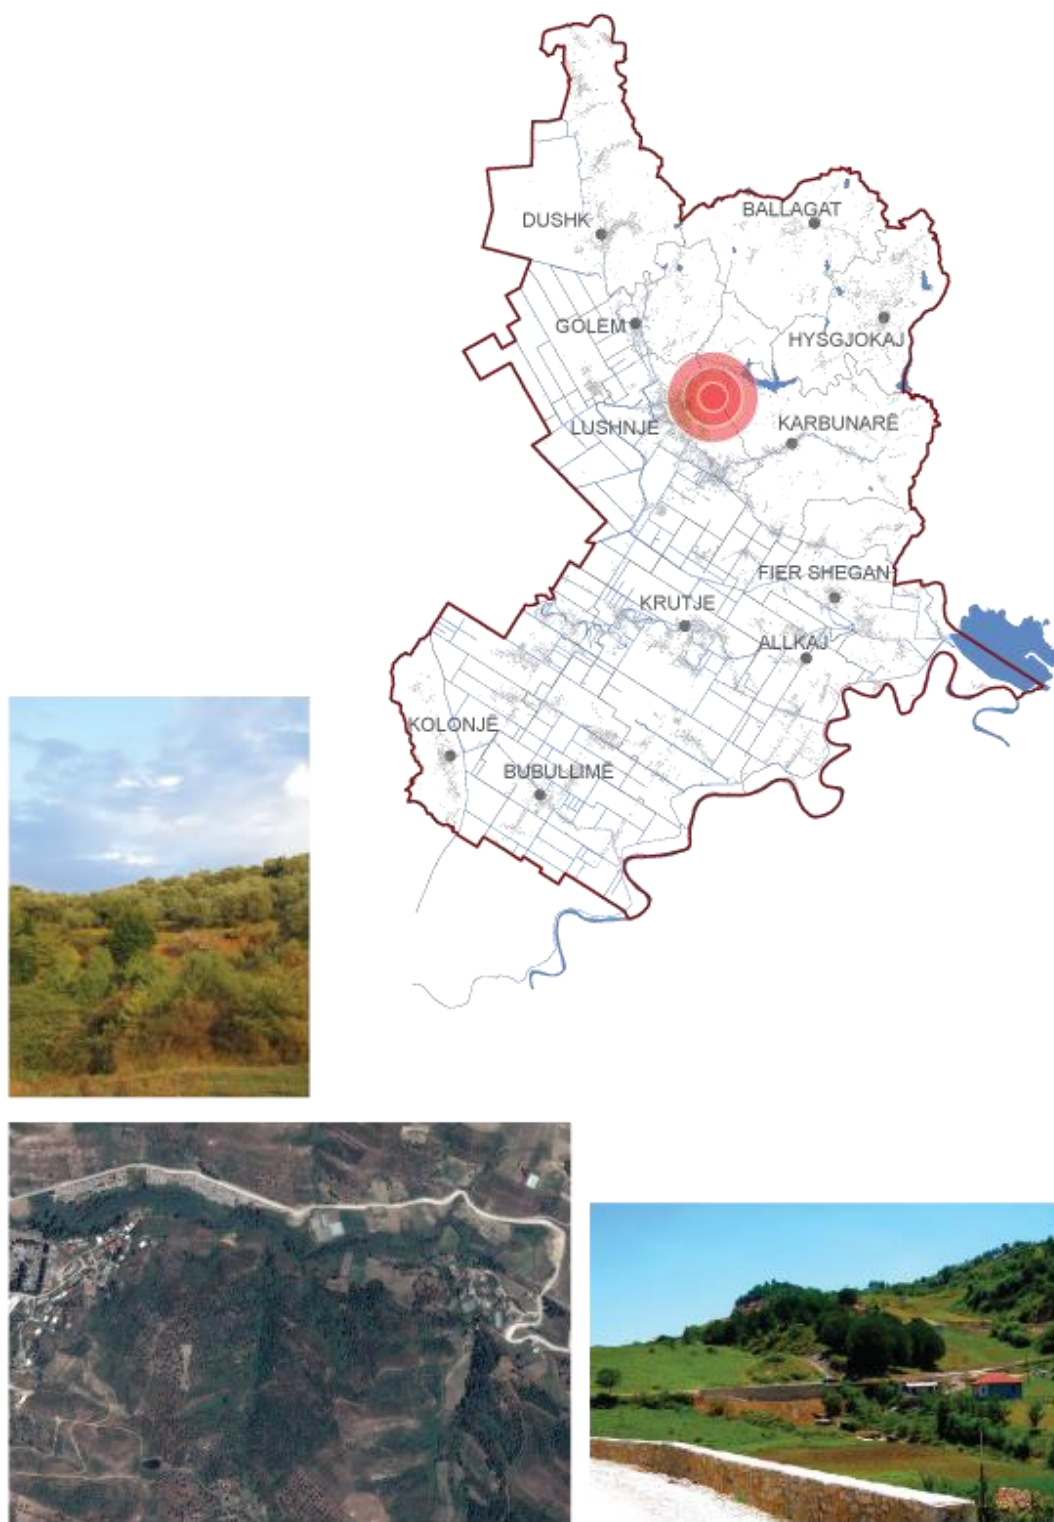 BALLAGAT
DUSHK
GOLEM
HYSGJOKAJ
LUSHNJE
KARBUNARË
FIER SHEGAN
KRUTJE
ALLKAJ
KOLONJË
BUBULLIMË